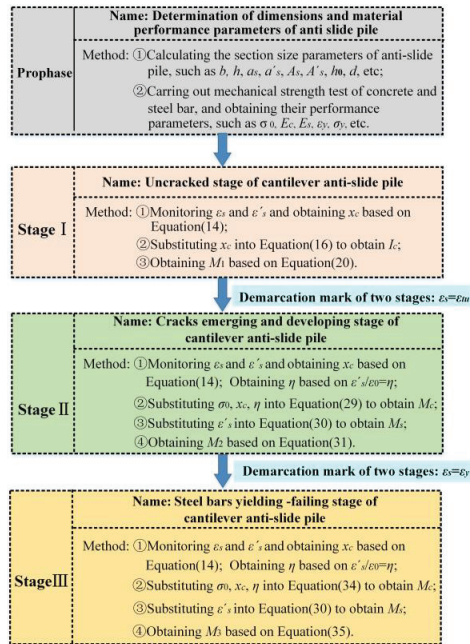 Name: Determination of dimensions and material
performance parameters of anti slide pile
Prophase
Method: ①Calculating the section size parameters of anti-slide
pile, such as b, h, as, a's, As, A's, h0, d, etc;
②Carrying out mechanical strength test of concrete and
steel bar, and obtaining their performance
parameters, such as σ0, Ec, Es, εy, σy, etc.
Name: Uncracked stage of cantilever anti-slide pile
Stage Ⅰ
Method: ①Monitoring εs and ε's and obtaining xc based on
Equation(14);
②Substituting xc into Equation(16) to obtain Ic;
③Obtaining M1 based on Equation(20).
Demarcation mark of two stages: εs=εtu
Name: Cracks emerging and developing stage of
cantilever anti-slide pile
Stage Ⅱ
Method: ①Monitoring εs and ε's and obtaining xc based on
Equation(14); Obtaining η based on ε's/ε0=η;
②Substituting σ0, xc, η into Equation(29) to obtain Mc;
③Substituting ε's into Equation(30) to obtain Ms;
④Obtaining M2 based on Equation(31).
Demarcation mark of two stages: εs=εy
Name: Steel bars yielding -failing stage of
cantilever anti-slide pile
StageⅢ
Method: ①Monitoring εs and ε's and obtaining xc based on
Equation(14); Obtaining η based on ε's/ε0=η;
②Substituting σ0, xc, η into Equation(34) to obtain Mc;
③Substituting ε's into Equation(30) to obtain Ms;
④Obtaining M3 based on Equation(35).